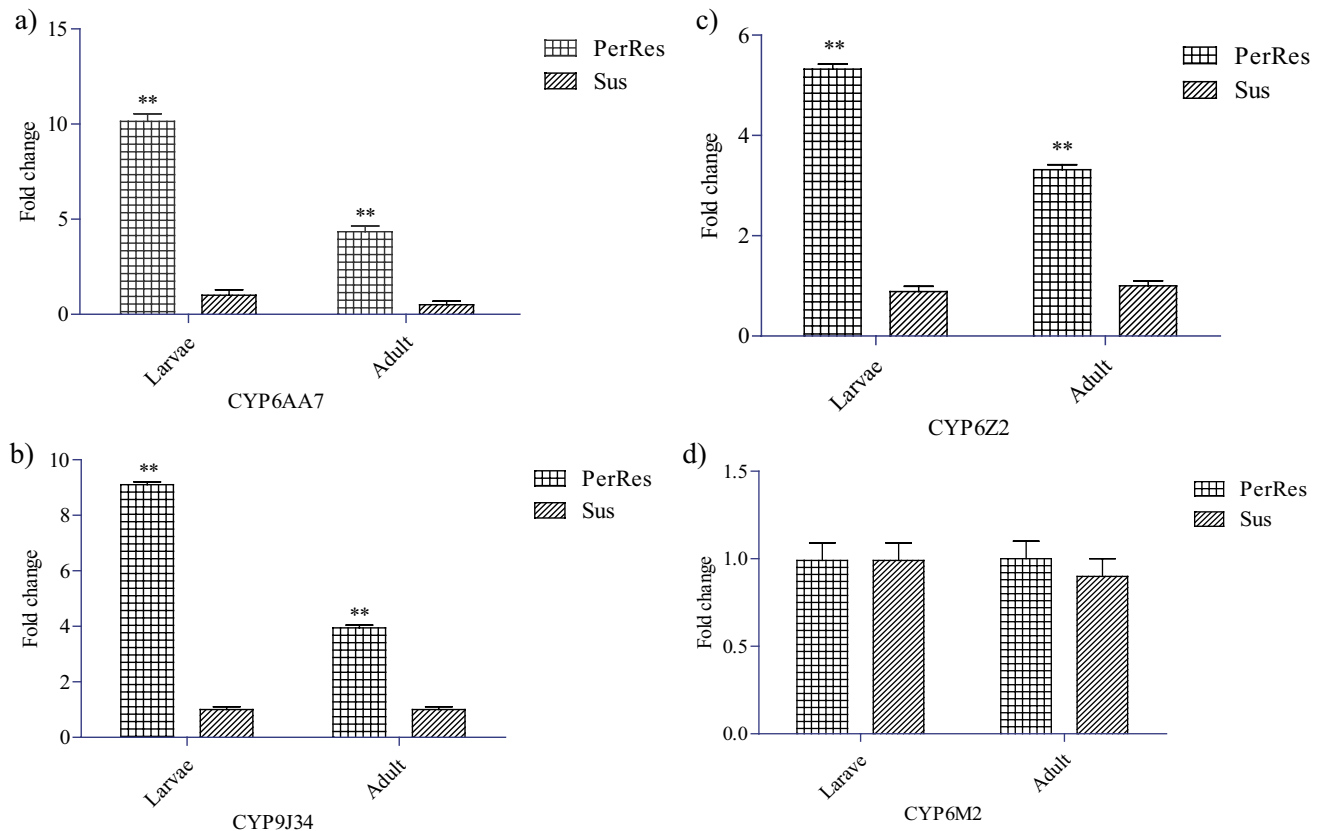 a)
15
10
5
0
Fold change
**
**
PerRes
Sus
Larvae
Adult
CYP6AA7
c)
6
4
2
0
Fold change
**
**
PerRes
Sus
Larvae
Adult
CYP6Z2
b)
10
8
6
4
2
0
Fold change
**
**
PerRes
Sus
Larvae
Adult
CYP9J34
d)
1.5
1.0
0.5
0.0
Fold change
PerRes
Sus
Larave
Adult
CYP6M2